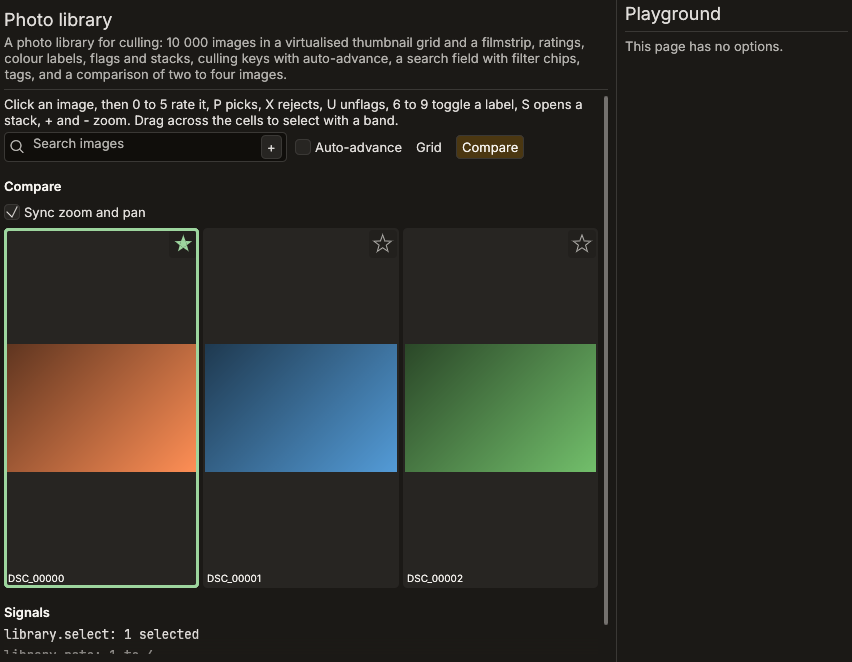 Photo library
A photo library for culling: 10 000 images in a virtualised thumbnail grid and a filmstrip, ratings,
colour labels, flags and stacks, culling keys with auto-advance, a search field with filter chips,
tags, and a comparison of two to four images.
Click an image, then 0 to 5 rate it, P picks, X rejects, U unflags, 6 to 9 toggle a label, S opens a
stack, + and - zoom. Drag across the cells to select with a band.
Search images + Auto-advance Grid Compare
Compare
Sync zoom and pan
DSC_00000 DSC_00001 DSC_00002
Signals
library.select: 1 selected
Playground
This page has no options.